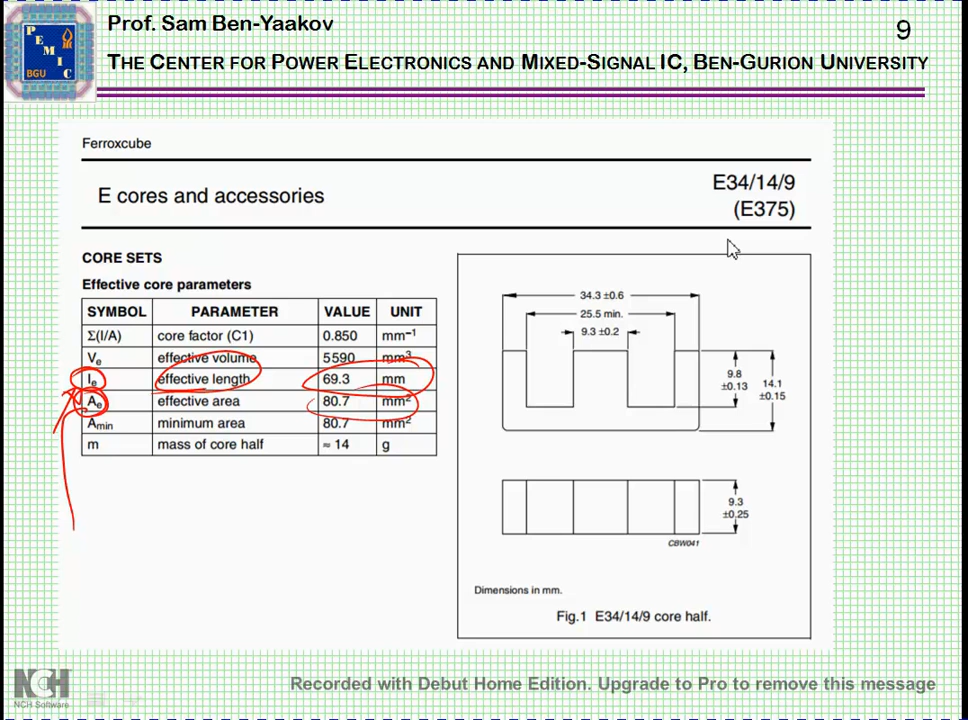 Prof. Sam Ben-Yaakov
9
THE CENTER FOR POWER ELECTRONICS AND MIXED-SIGNAL IC, BEN-GURION UNIVERSITY
P
E
M
I
C
BGU
Ferroxcube
E cores and accessories
E34/14/9
(E375)
CORE SETS
Effective core parameters
SYMBOL PARAMETER VALUE UNIT
Σ(I/A) core factor (C1) 0.850 mm−1
Ve effective volume 5590 mm3
Ie effective length 69.3 mm
Ae effective area 80.7 mm2
Amin minimum area 80.7 mm2
m mass of core half ≈ 14 g
34.3 ±0.6
25.5 min.
9.3 ±0.2
9.8
±0.13
14.1
±0.15
9.3
±0.25
CBW041
Dimensions in mm.
Fig.1 E34/14/9 core half.
NCH
NCH Software
Recorded with Debut Home Edition. Upgrade to Pro to remove this message